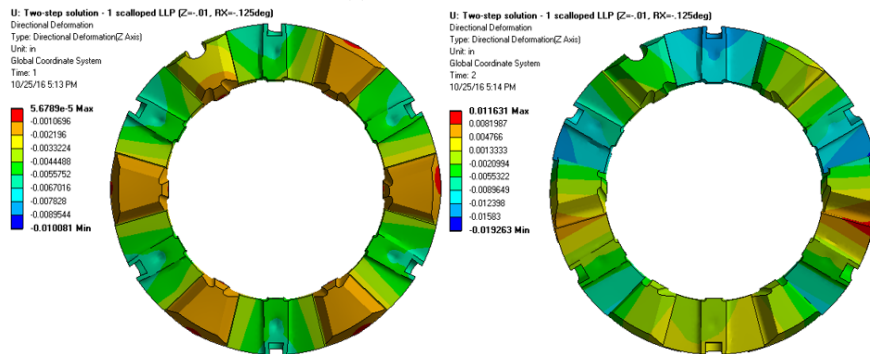 U: Two-step solution - 1 scalloped LLP (Z=-.01, RX=-.125deg)
Directional Deformation
Type: Directional Deformation(Z Axis)
Unit: in
Global Coordinate System
Time: 1
10/25/16 5:13 PM
5.6789e-5 Max
-0.0010696
-0.002196
-0.0033224
-0.0044488
-0.0055752
-0.0067016
-0.007828
-0.0089544
-0.010081 Min
U: Two-step solution - 1 scalloped LLP (Z=-.01, RX=-.125deg)
Directional Deformation
Type: Directional Deformation(Z Axis)
Unit: in
Global Coordinate System
Time: 2
10/25/16 5:14 PM
0.011631 Max
0.0081987
0.004766
0.0013333
-0.0020994
-0.0055322
-0.0089649
-0.012398
-0.01583
-0.019263 Min